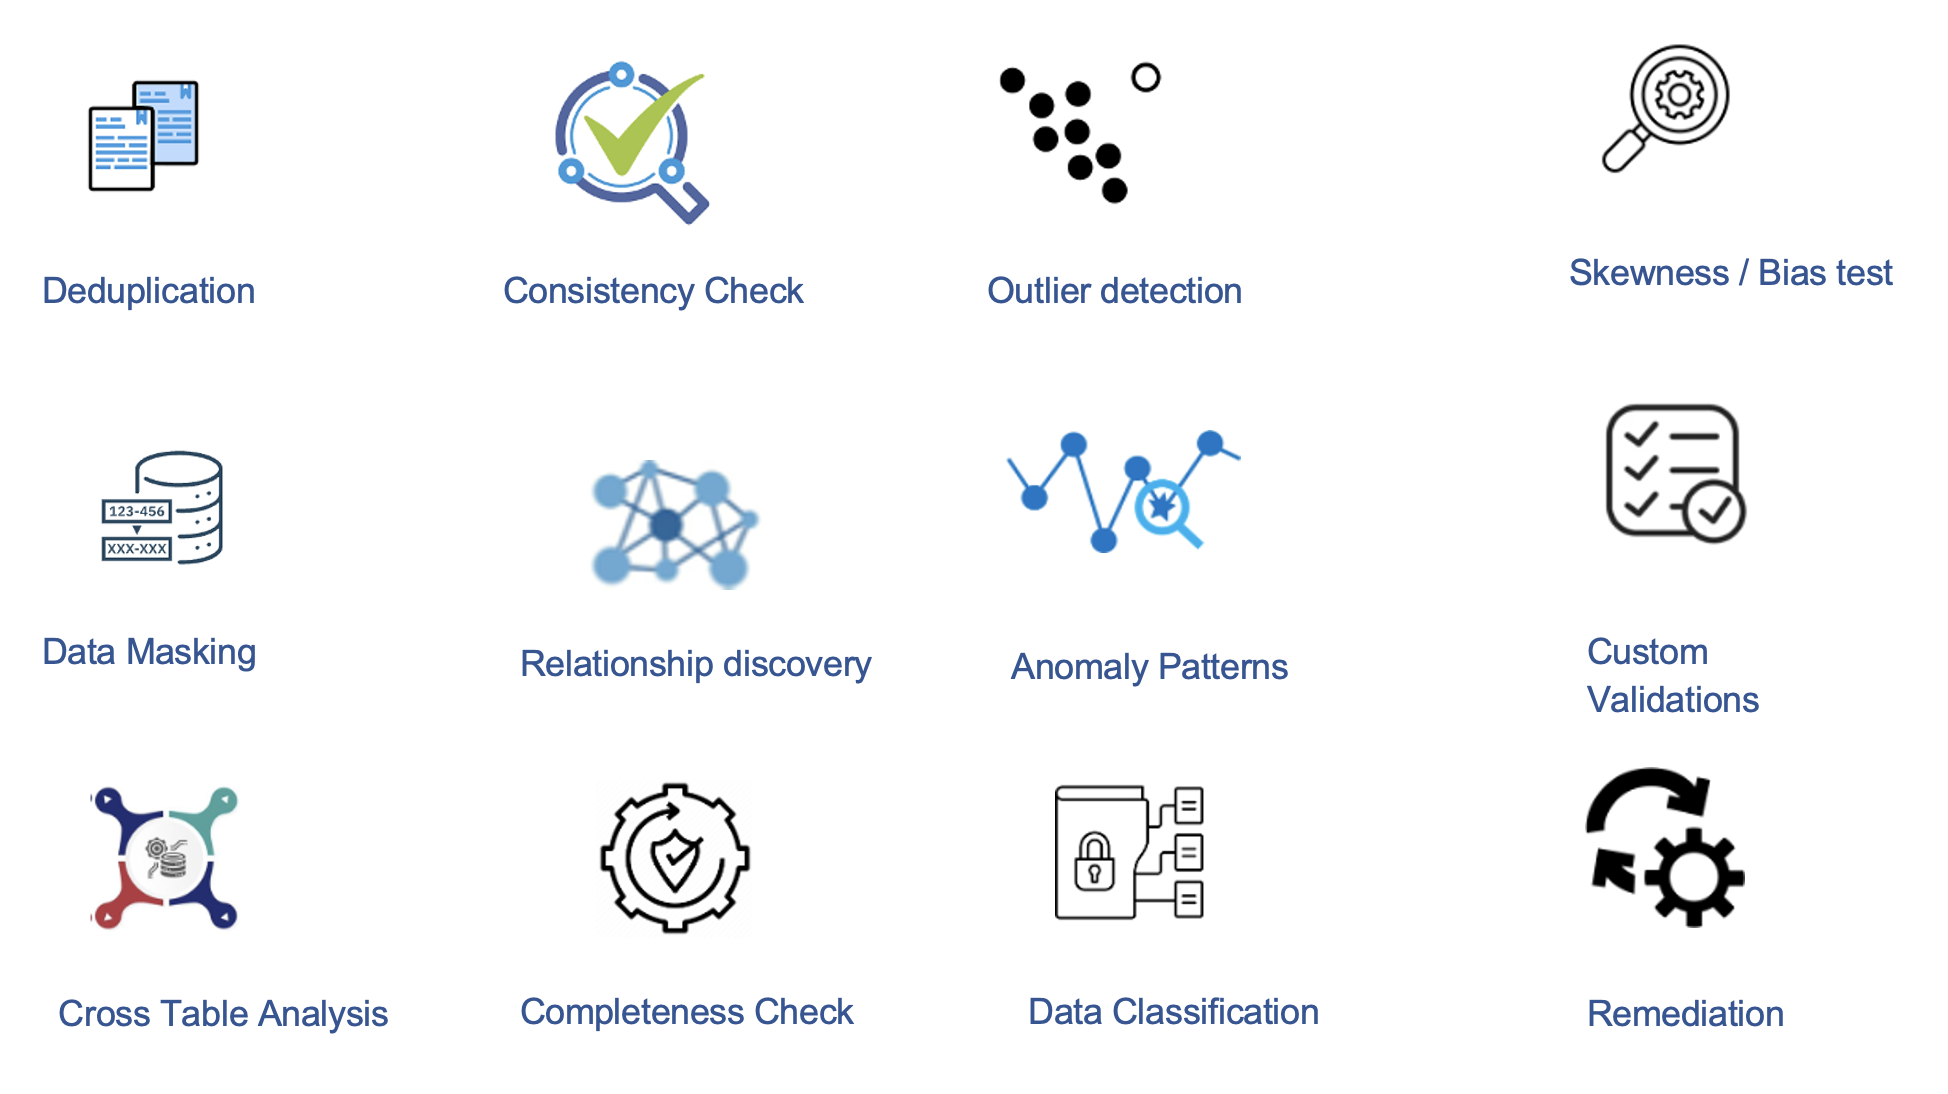 Deduplication
Consistency Check
Outlier detection
Skewness / Bias test
123-456
XXX-XXX
Data Masking
Relationship discovery
Anomaly Patterns
Custom
Validations
Cross Table Analysis
Completeness Check
Data Classification
Remediation